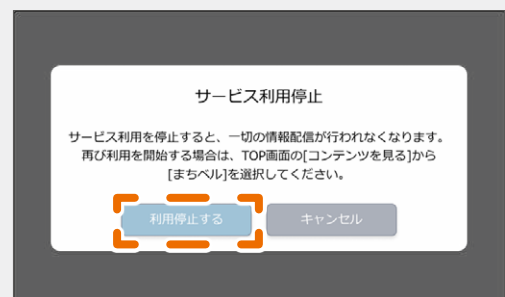 サービス利用停止
サービス利用を停止すると、一切の情報配信が行われなくなります。
再び利用を開始する場合は、TOP画面の[コンテンツを見る]から
[まちベル]を選択してください。
利用停止する
キャンセル